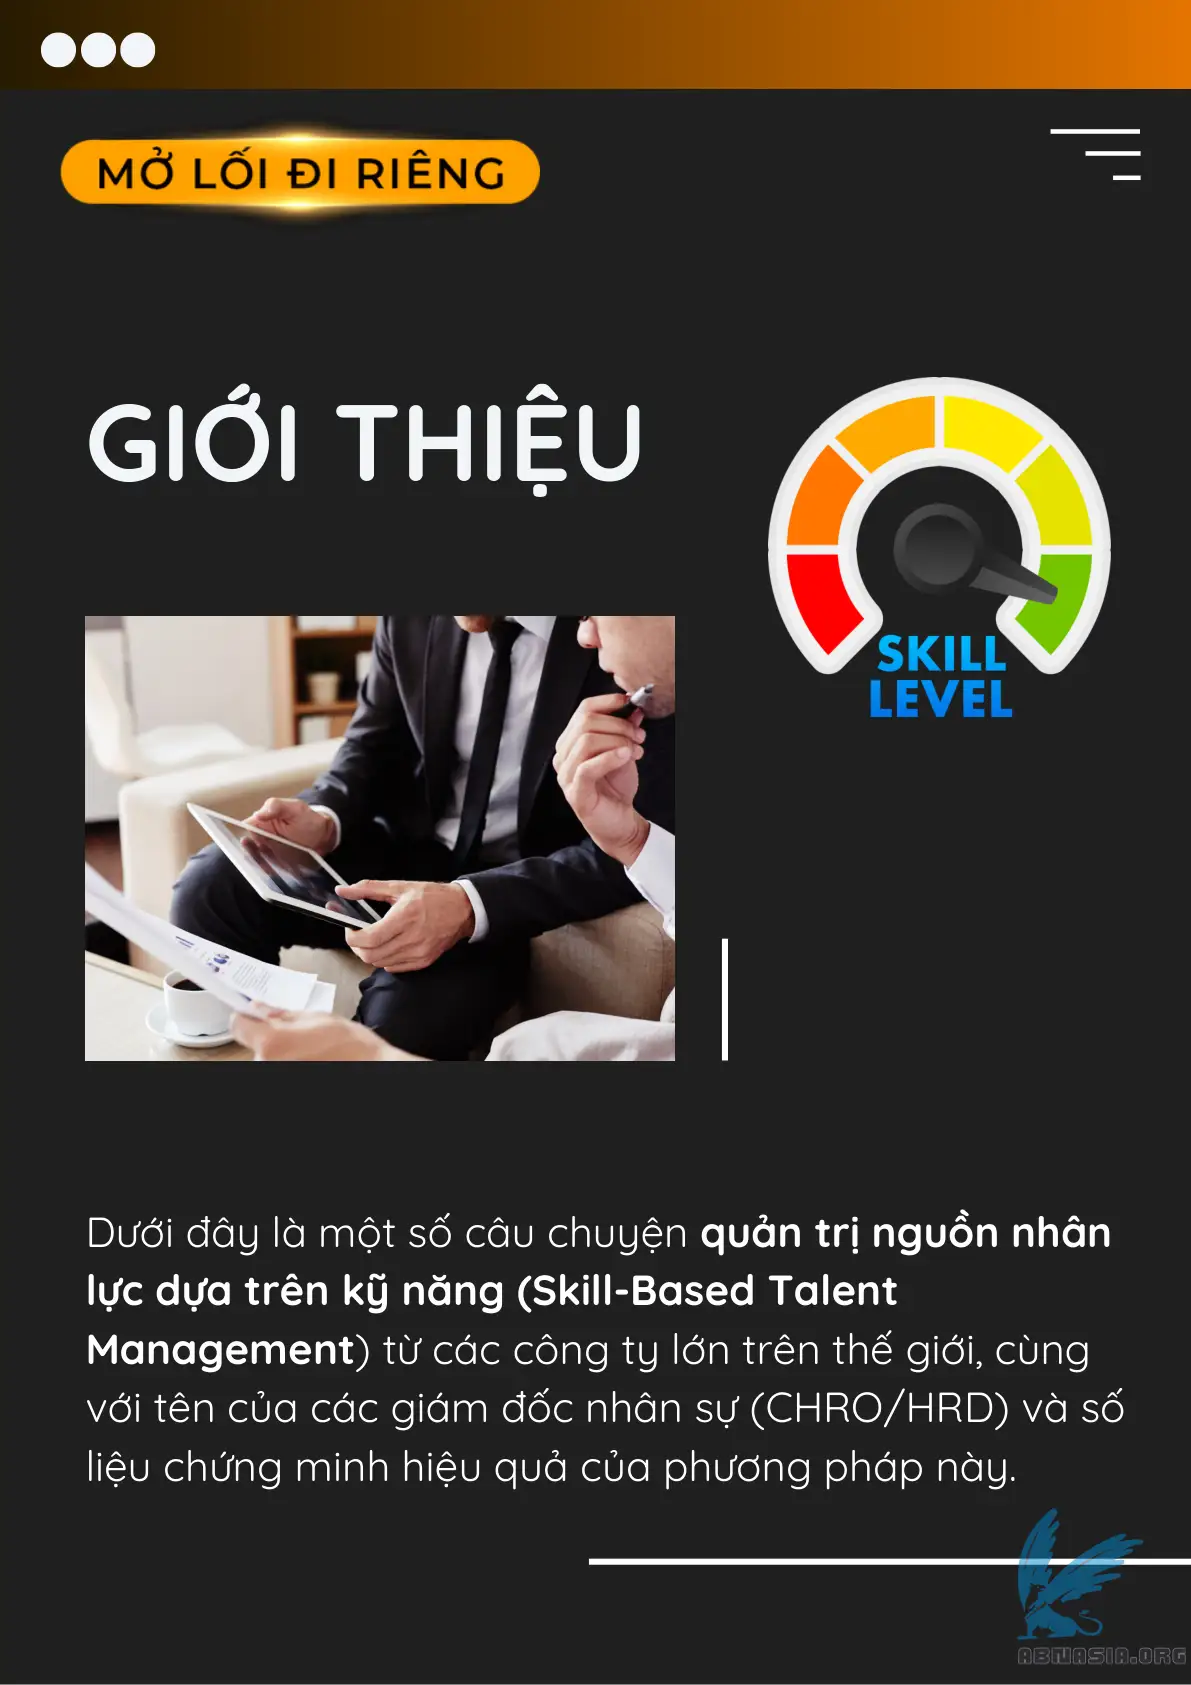 MỞ LỐI ĐI RIÊNG
GIỚI THIỆU
SKILL
LEVEL
Dưới đây là một số câu chuyện quản trị nguồn nhân
lực dựa trên kỹ năng (Skill-Based Talent
Management) từ các công ty lớn trên thế giới, cùng
với tên của các giám đốc nhân sự (CHRO/HRD) và số
liệu chứng minh hiệu quả của phương pháp này.
ABNASIA.ORG